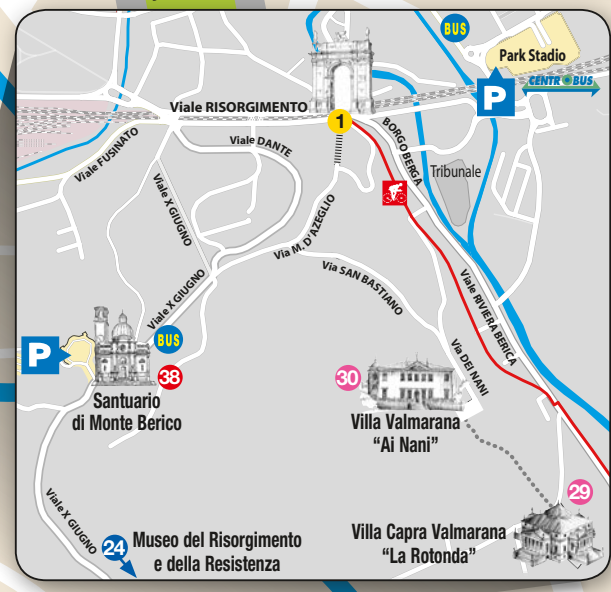 BUS
Park Stadio
CENTROBUS
P
Viale RISORGIMENTO
1
BORGO BERGA
Viale FUSINATO
Viale DANTE
Tribunale
Viale X GIUGNO
Via M. D'AZEGLIO
Via SAN BASTIANO
Viale X GIUGNO
Viale RIVIERA BERICA
BUS
P
38
Via DEI NANI
30
Santuario
di Monte Berico
Villa Valmarana
“Ai Nani”
29
Viale X GIUGNO
24
Museo del Risorgimento
e della Resistenza
Villa Capra Valmarana
“La Rotonda”